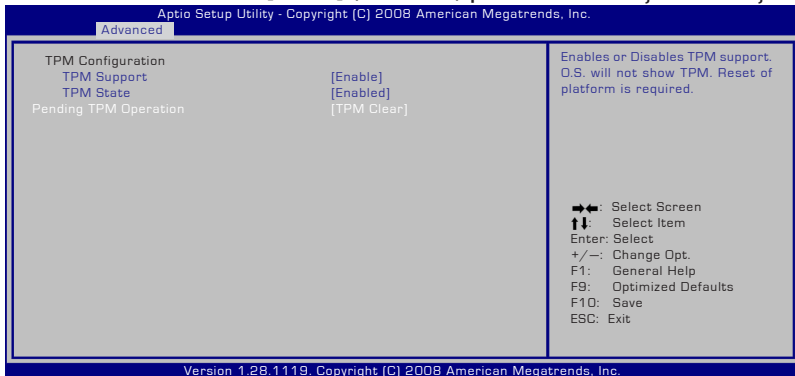 Aptio Setup Utility - Copyright (C) 2008 American Megatrends, Inc.
Advanced
TPM Configuration
TPM Support [Enable]
TPM State [Enabled]
Pending TPM Operation [TPM Clear]
Enables or Disables TPM support.
O.S. will not show TPM. Reset of
platform is required.
→←: Select Screen
↑↓: Select Item
Enter: Select
+/−: Change Opt.
F1: General Help
F9: Optimized Defaults
F10: Save
ESC: Exit
Version 1.28.1119. Copyright (C) 2008 American Megatrends, Inc.